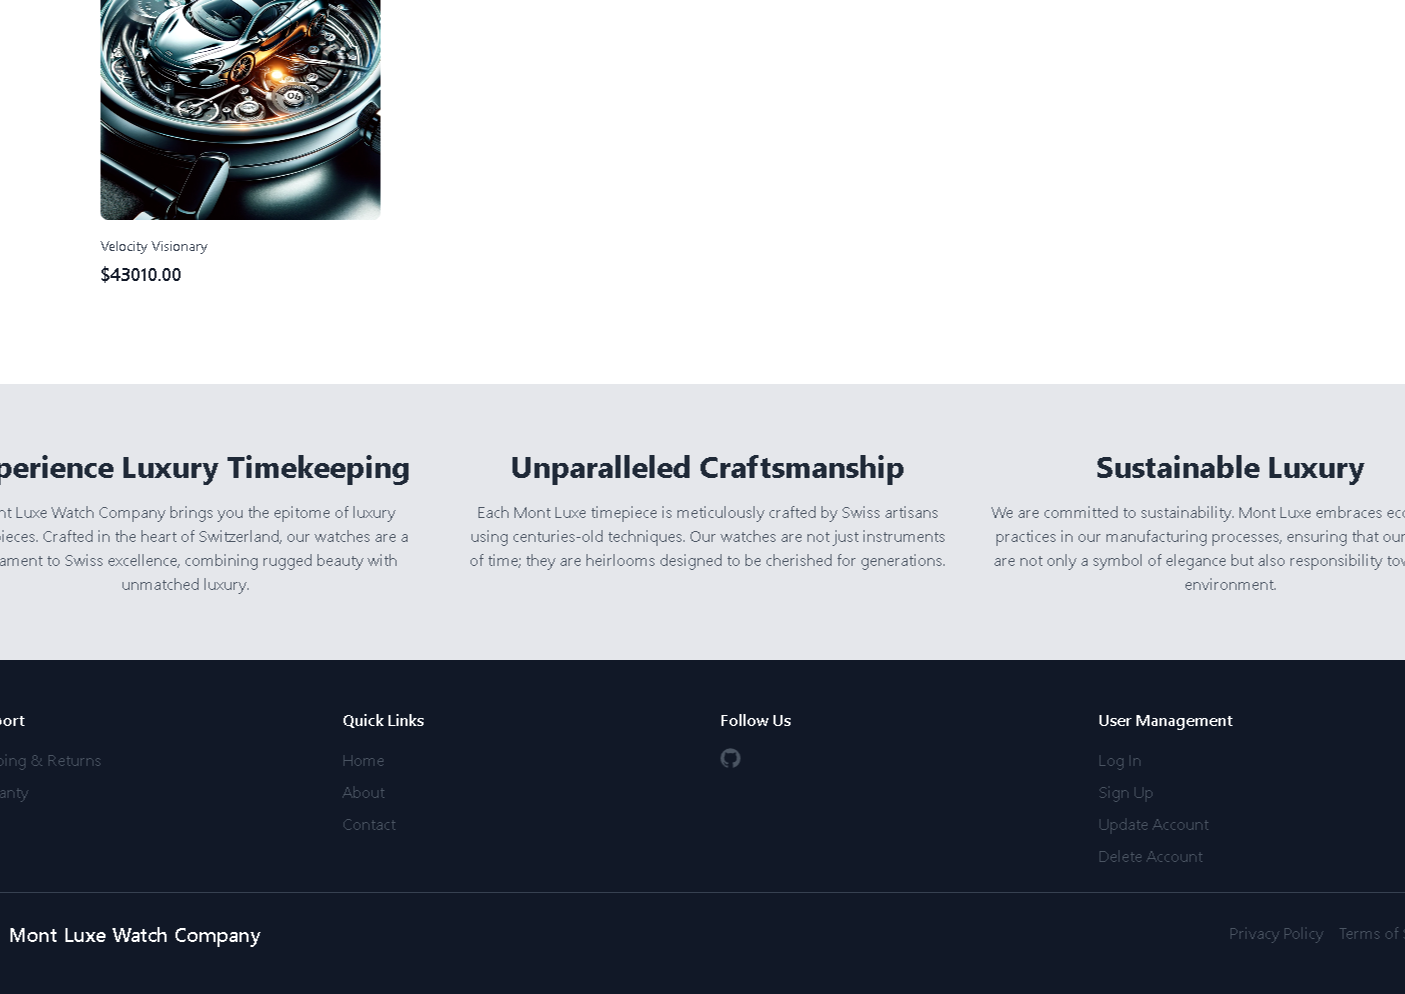 Velocity Visionary
$43010.00
perience Luxury Timekeeping
nt Luxe Watch Company brings you the epitome of luxury
pieces. Crafted in the heart of Switzerland, our watches are a
ament to Swiss excellence, combining rugged beauty with
unmatched luxury.
Unparalleled Craftsmanship
Each Mont Luxe timepiece is meticulously crafted by Swiss artisans
using centuries-old techniques. Our watches are not just instruments
of time; they are heirlooms designed to be cherished for generations.
Sustainable Luxury
We are committed to sustainability. Mont Luxe embraces eco
practices in our manufacturing processes, ensuring that our
are not only a symbol of elegance but also responsibility tow
environment.
port
ping & Returns
anty
Quick Links
Home
About
Contact
Follow Us
User Management
Log In
Sign Up
Update Account
Delete Account
Mont Luxe Watch Company
Privacy Policy Terms of